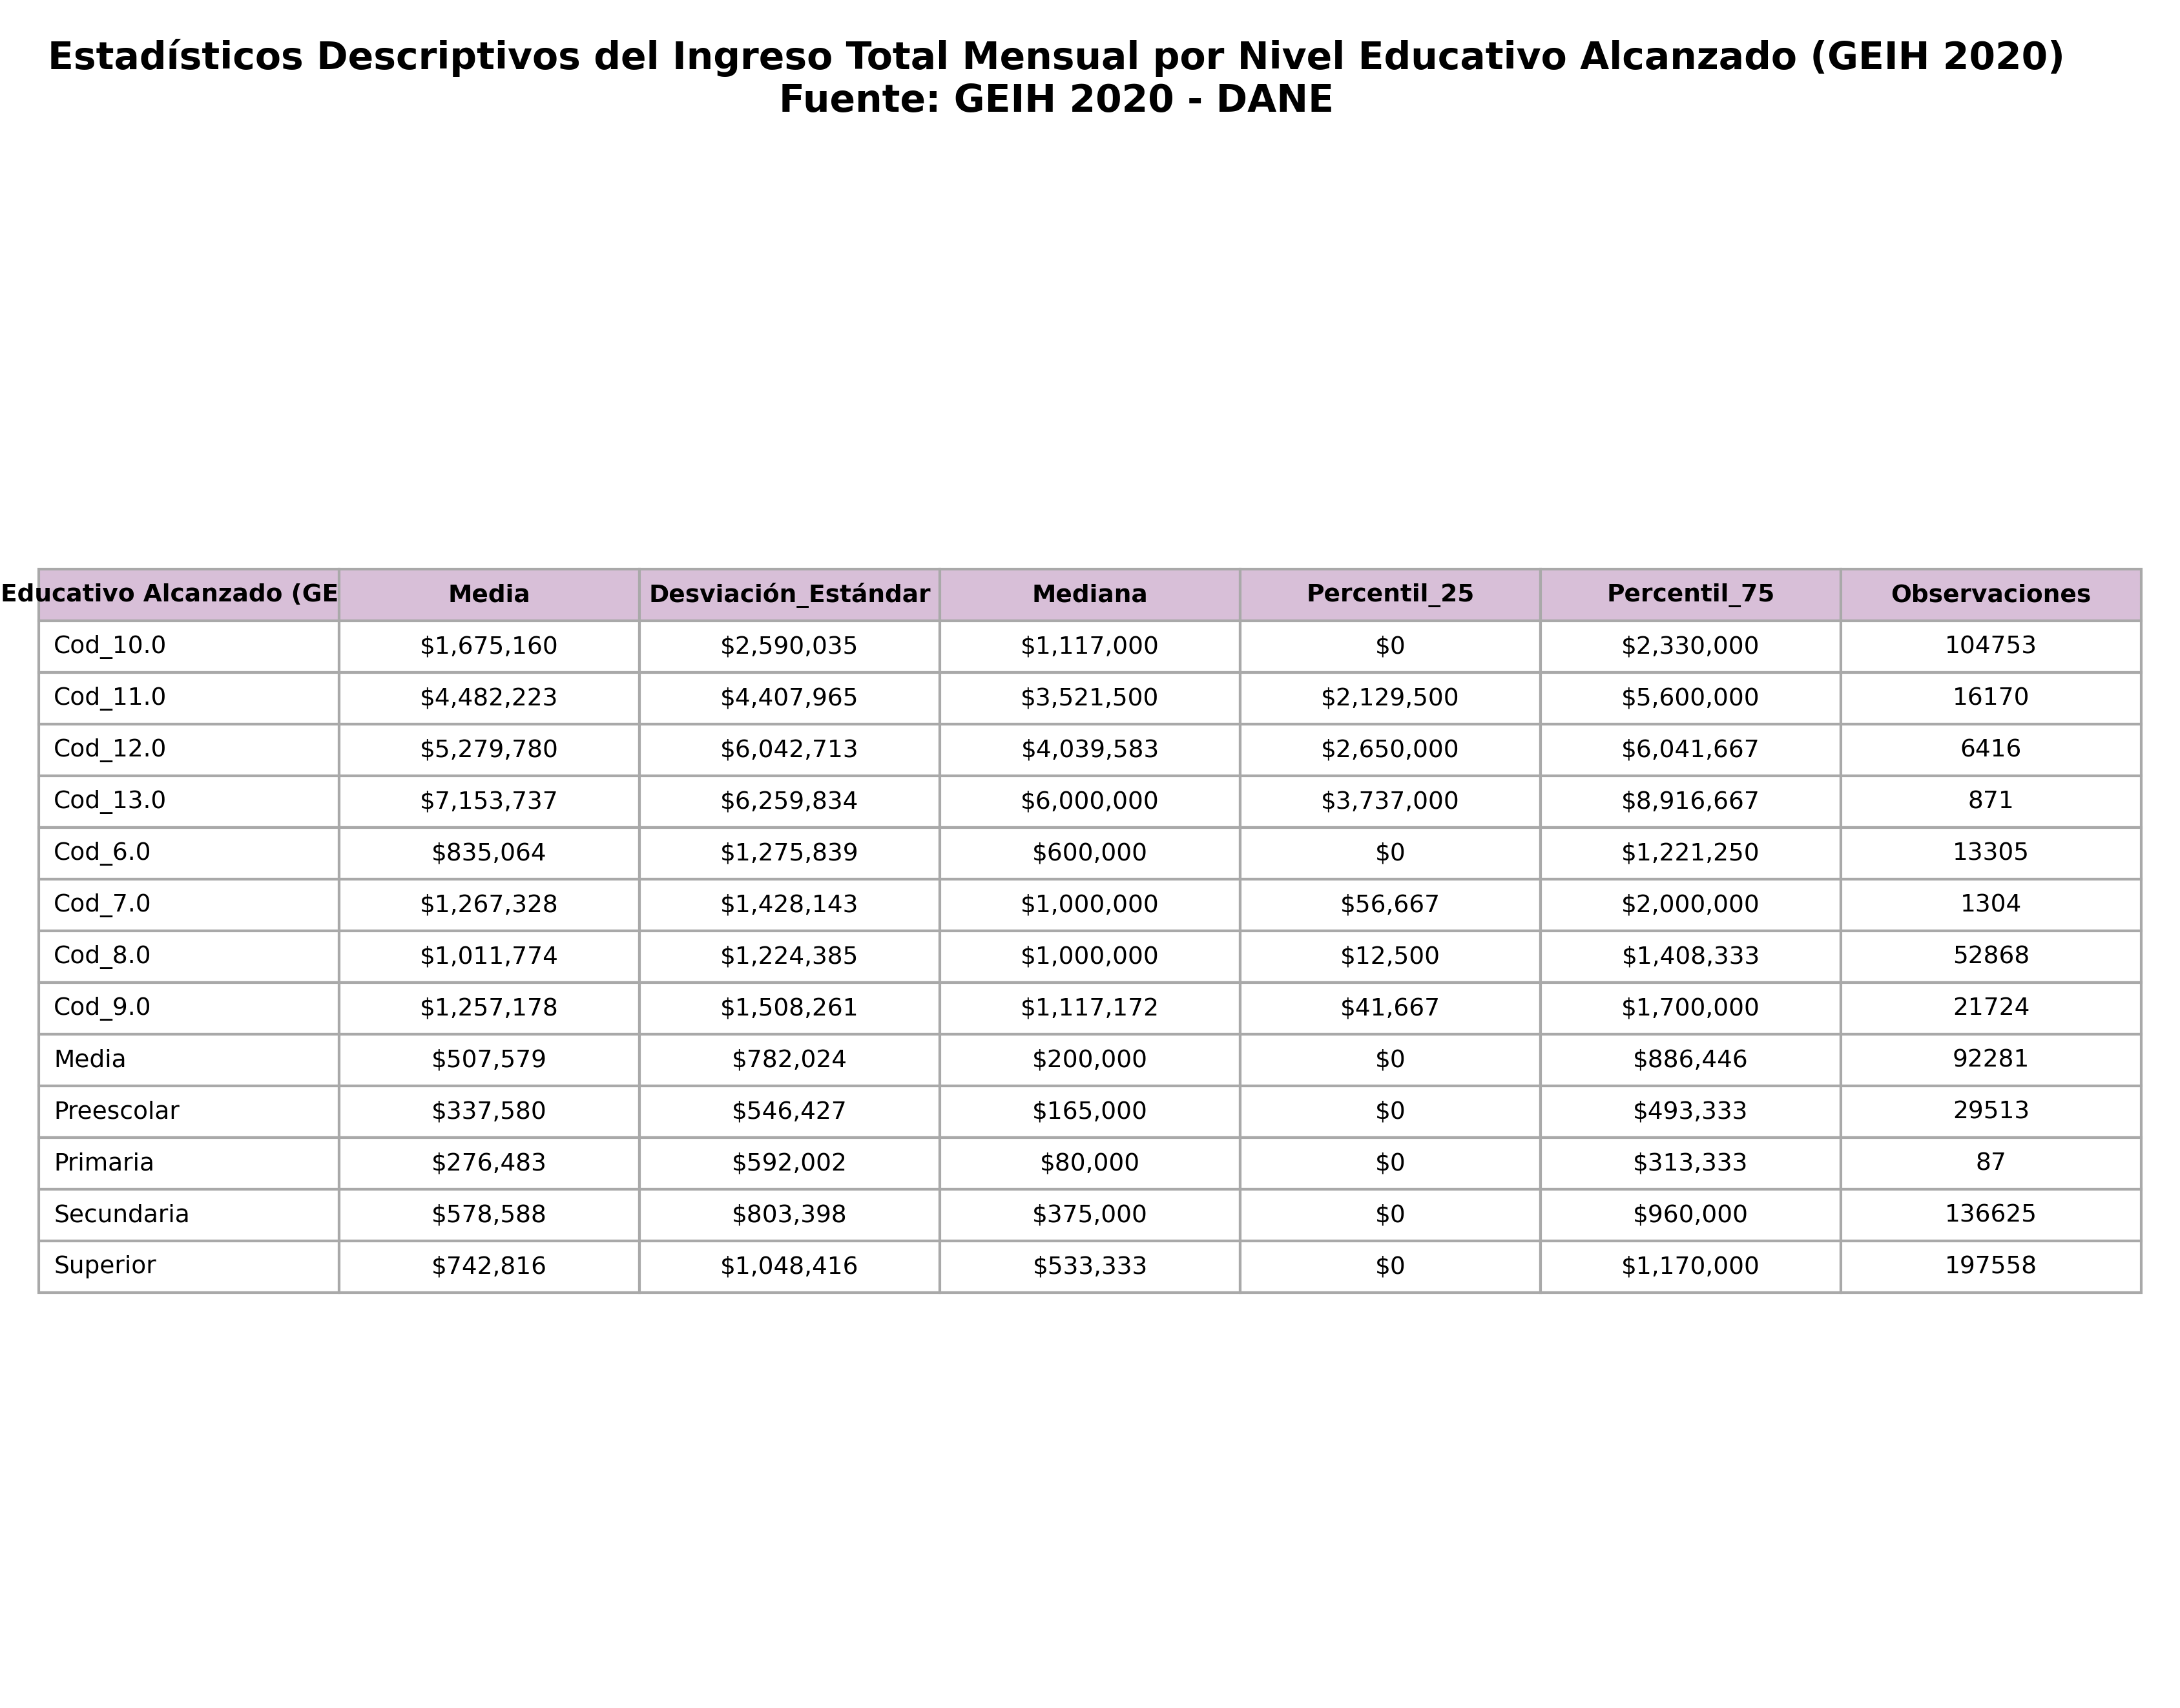 Estadísticos Descriptivos del Ingreso Total Mensual por Nivel Educativo Alcanzado (GEIH 2020)
Fuente: GEIH 2020 - DANE
Educativo Alcanzado (GE Media Desviación_Estándar Mediana Percentil_25 Percentil_75 Observaciones
Cod_10.0 $1,675,160 $2,590,035 $1,117,000 $0 $2,330,000 104753
Cod_11.0 $4,482,223 $4,407,965 $3,521,500 $2,129,500 $5,600,000 16170
Cod_12.0 $5,279,780 $6,042,713 $4,039,583 $2,650,000 $6,041,667 6416
Cod_13.0 $7,153,737 $6,259,834 $6,000,000 $3,737,000 $8,916,667 871
Cod_6.0 $835,064 $1,275,839 $600,000 $0 $1,221,250 13305
Cod_7.0 $1,267,328 $1,428,143 $1,000,000 $56,667 $2,000,000 1304
Cod_8.0 $1,011,774 $1,224,385 $1,000,000 $12,500 $1,408,333 52868
Cod_9.0 $1,257,178 $1,508,261 $1,117,172 $41,667 $1,700,000 21724
Media $507,579 $782,024 $200,000 $0 $886,446 92281
Preescolar $337,580 $546,427 $165,000 $0 $493,333 29513
Primaria $276,483 $592,002 $80,000 $0 $313,333 87
Secundaria $578,588 $803,398 $375,000 $0 $960,000 136625
Superior $742,816 $1,048,416 $533,333 $0 $1,170,000 197558